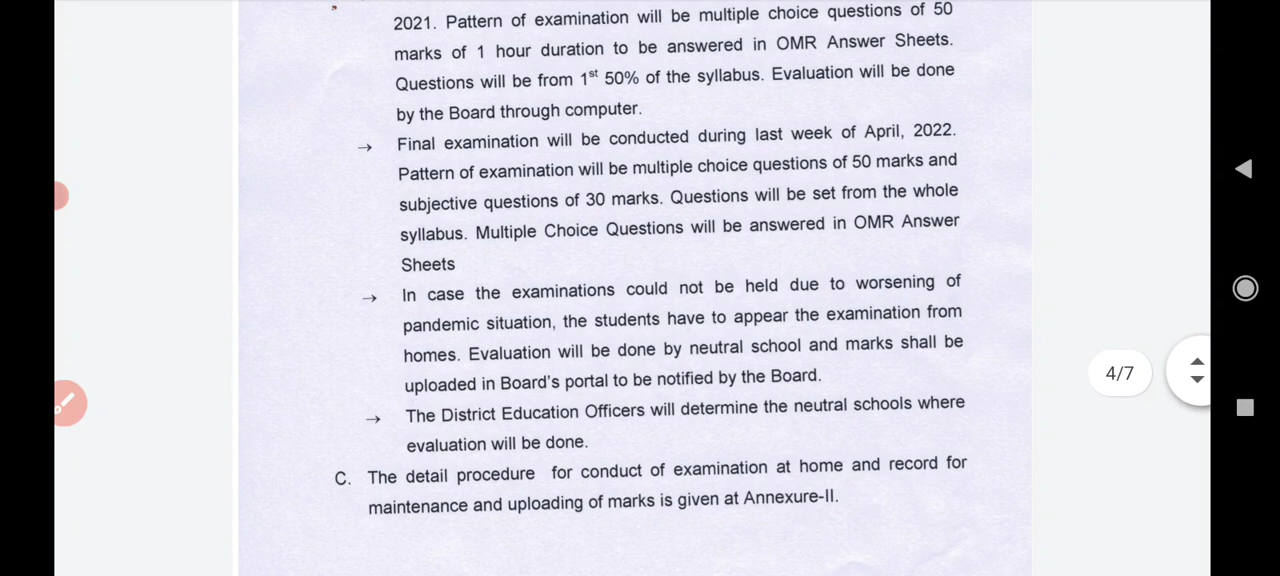 2021. Pattern of examination will be multiple choice questions of 50
marks of 1 hour duration to be answered in OMR Answer Sheets.
Questions will be from 1st 50% of the syllabus. Evaluation will be done
by the Board through computer.
→ Final examination will be conducted during last week of April, 2022.
Pattern of examination will be multiple choice questions of 50 marks and
subjective questions of 30 marks. Questions will be set from the whole
syllabus. Multiple Choice Questions will be answered in OMR Answer
Sheets
→ In case the examinations could not be held due to worsening of
pandemic situation, the students have to appear the examination from
homes. Evaluation will be done by neutral school and marks shall be
uploaded in Board's portal to be notified by the Board.
4/7
→ The District Education Officers will determine the neutral schools where
evaluation will be done.
C. The detail procedure for conduct of examination at home and record for
maintenance and uploading of marks is given at Annexure-II.